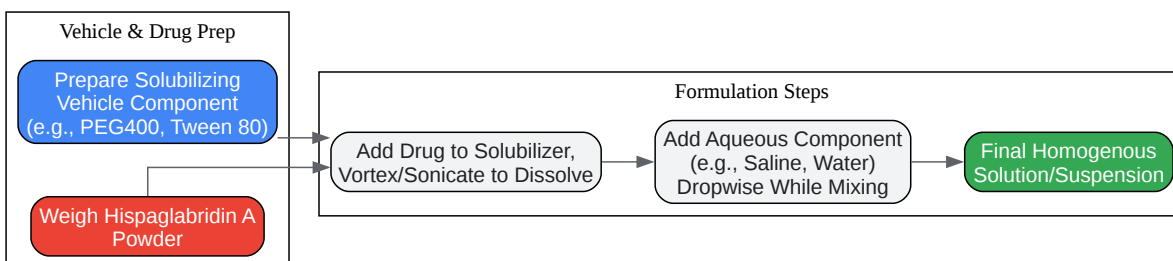 Vehicle & Drug Prep
Prepare Solubilizing
Vehicle Component
(e.g., PEG400, Tween 80)
Weigh Hispaglabridin A
Powder
Formulation Steps
Add Drug to Solubilizer,
Vortex/Sonicate to Dissolve
Add Aqueous Component
(e.g., Saline, Water)
Dropwise While Mixing
Final Homogenous
Solution/Suspension